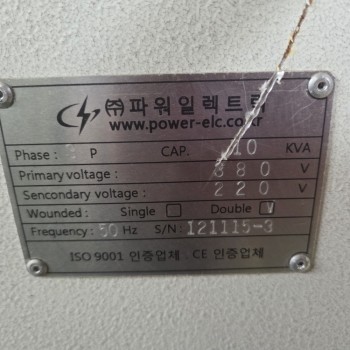 (주)파워일렉트릭
www.power-elc.co.kr
Phase : P CAP. 10 KVA
Primary voltage : 380 V
Sencondary voltage : 220 V
Wounded : Single Double V
Frequency : 60 Hz S/N : 121115-3
ISO 9001 인증업체 . CE 인증업체